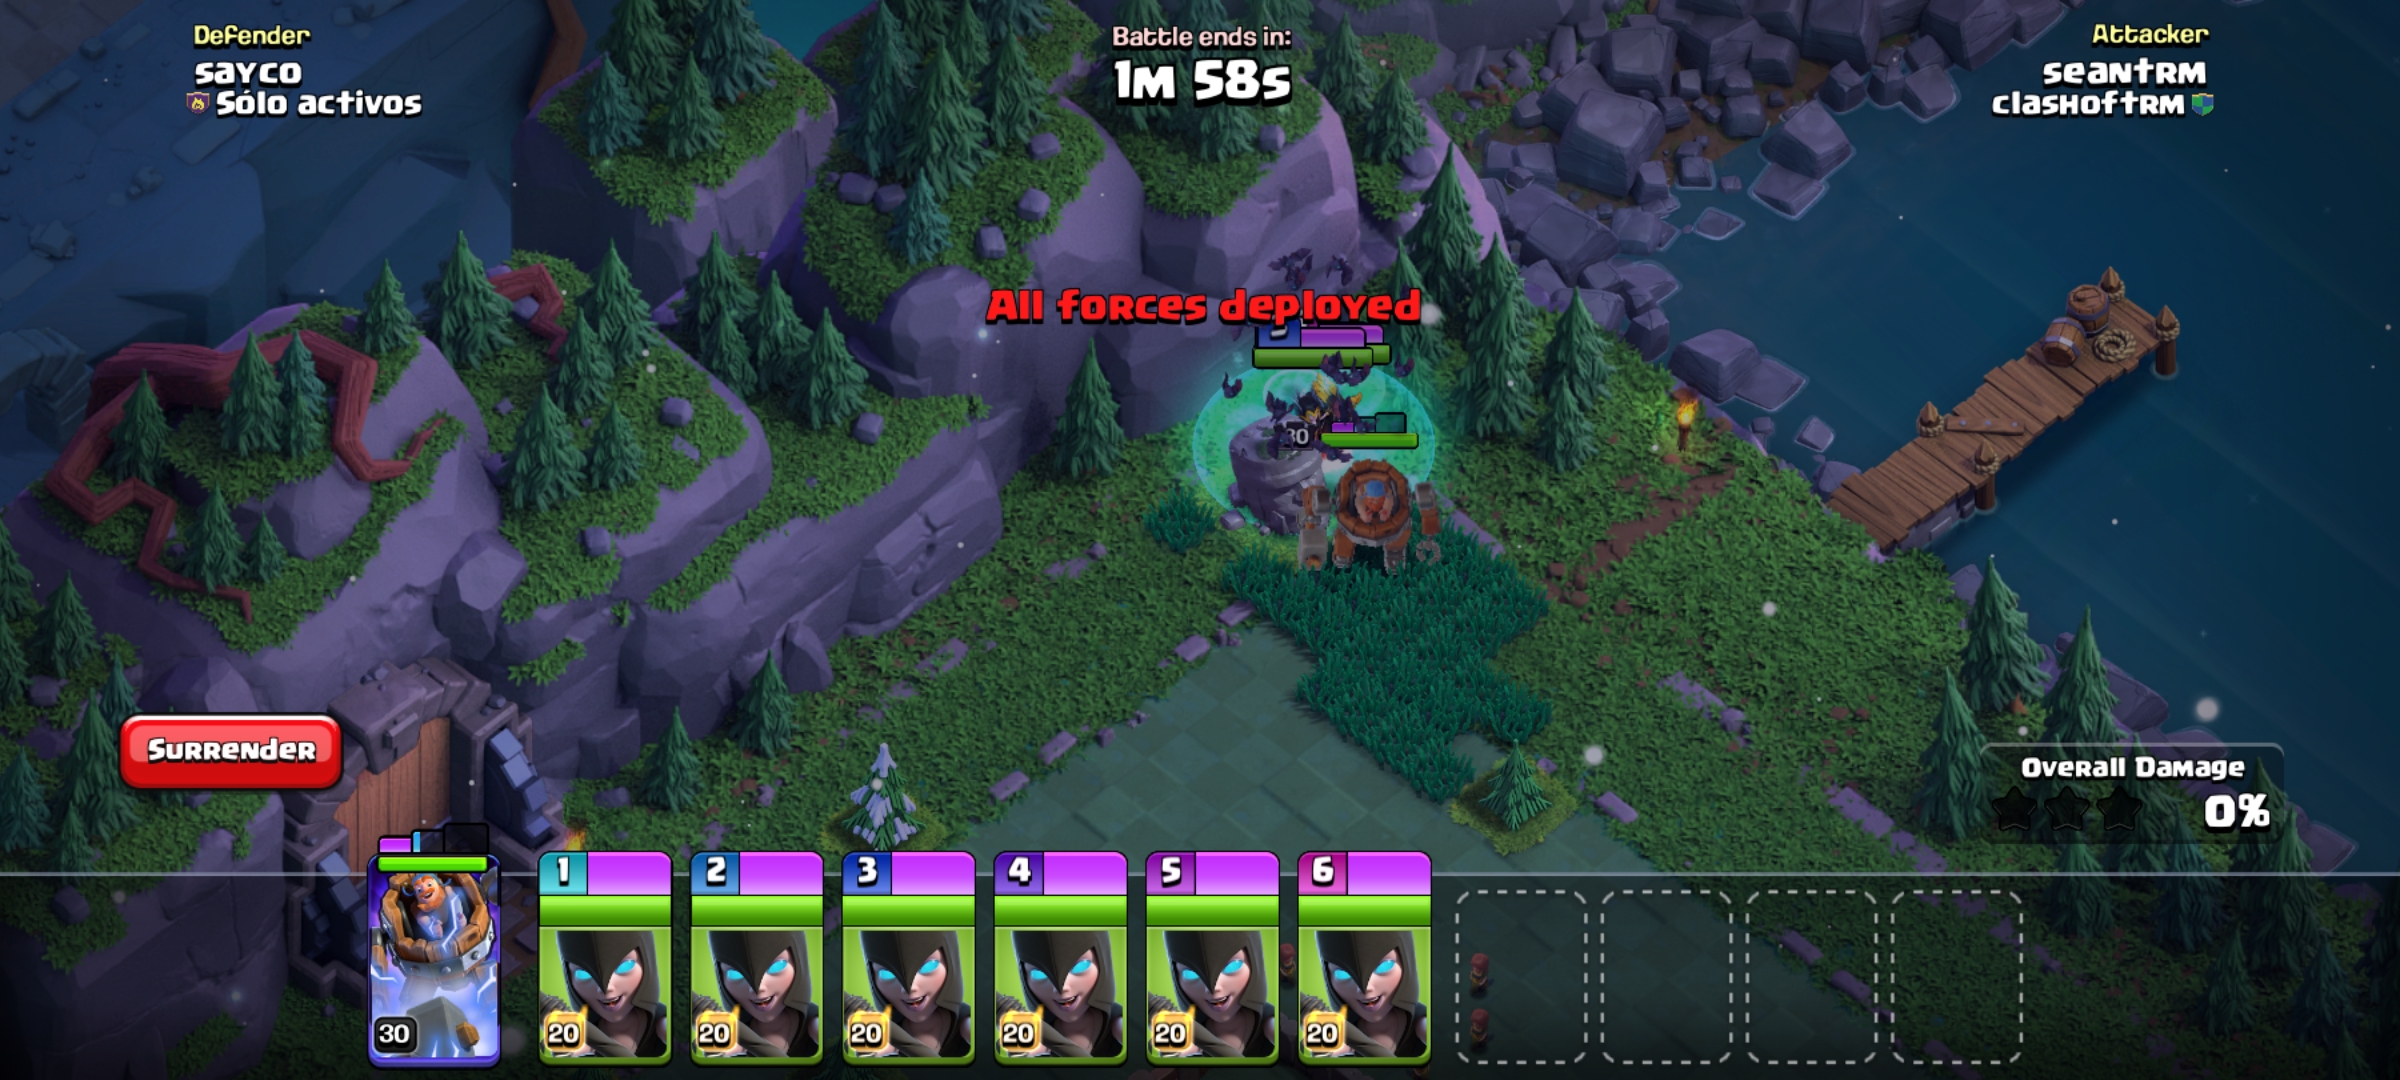 Defender
sayco
Sólo activos
Battle ends in:
1M 58s
Attacker
seantrm
clashoftrm
All forces deployed
30
Surrender
Overall Damage
0%
1
2
3
4
5
6
30
20
20
20
20
20
20